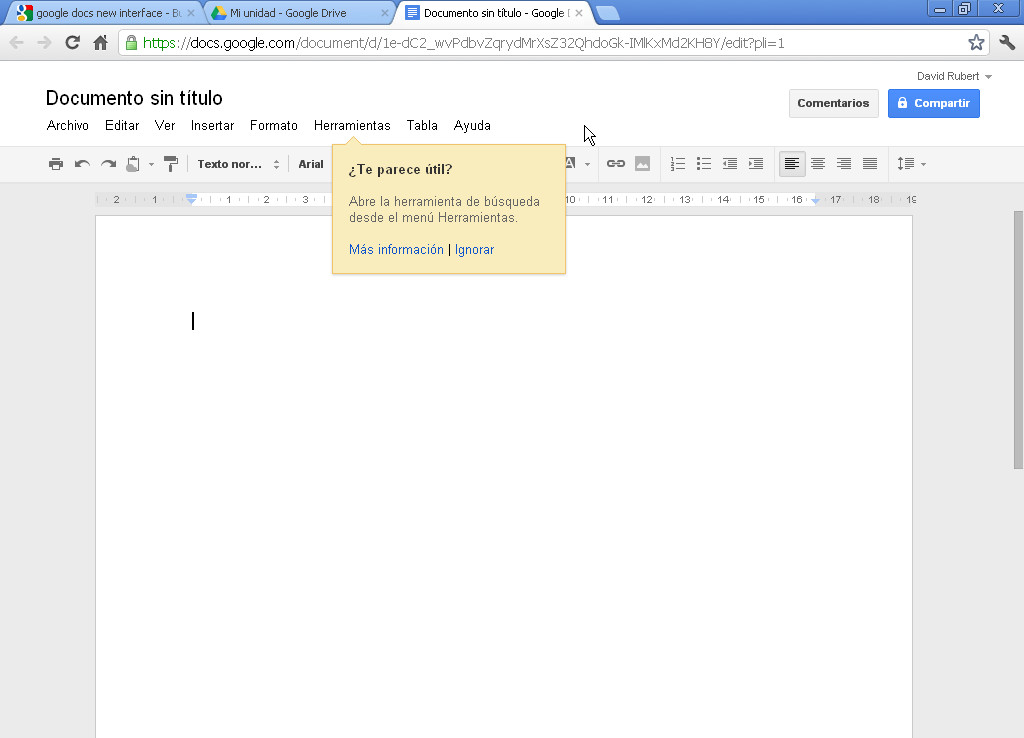 google docs new interface - Bu
Mi unidad - Google Drive
Documento sin título - Google D
https://docs.google.com/document/d/1e-dC2_wvPdbvZqrydMrXsZ32QhdoGk-IMlKxMd2KH8Y/edit?pli=1
David Rubert
Documento sin título
Comentarios
Compartir
Archivo Editar Ver Insertar Formato Herramientas Tabla Ayuda
Texto nor... Arial A
2 1 1 2 3 10 11 12 13 14 15 16 17 18 19
¿Te parece útil?
Abre la herramienta de búsqueda
desde el menú Herramientas.
Más información | Ignorar